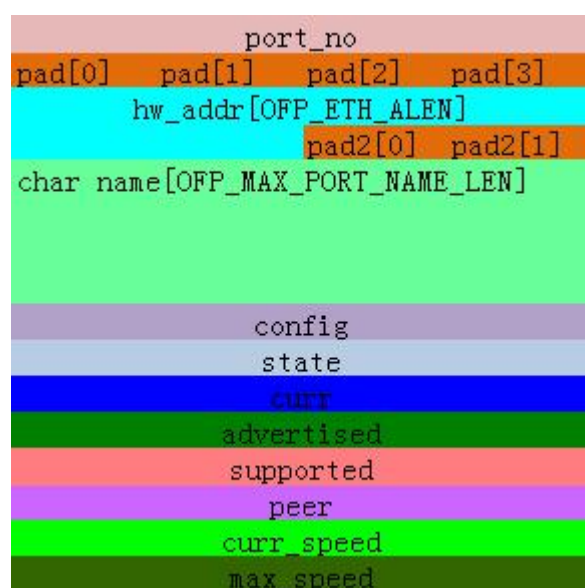 port_no
pad[0] pad[1] pad[2] pad[3]
hw_addr[OFP_ETH_ALEN]
pad2[0] pad2[1]
char name[OFP_MAX_PORT_NAME_LEN]
config
state
curr
advertised
supported
peer
curr_speed
max_speed